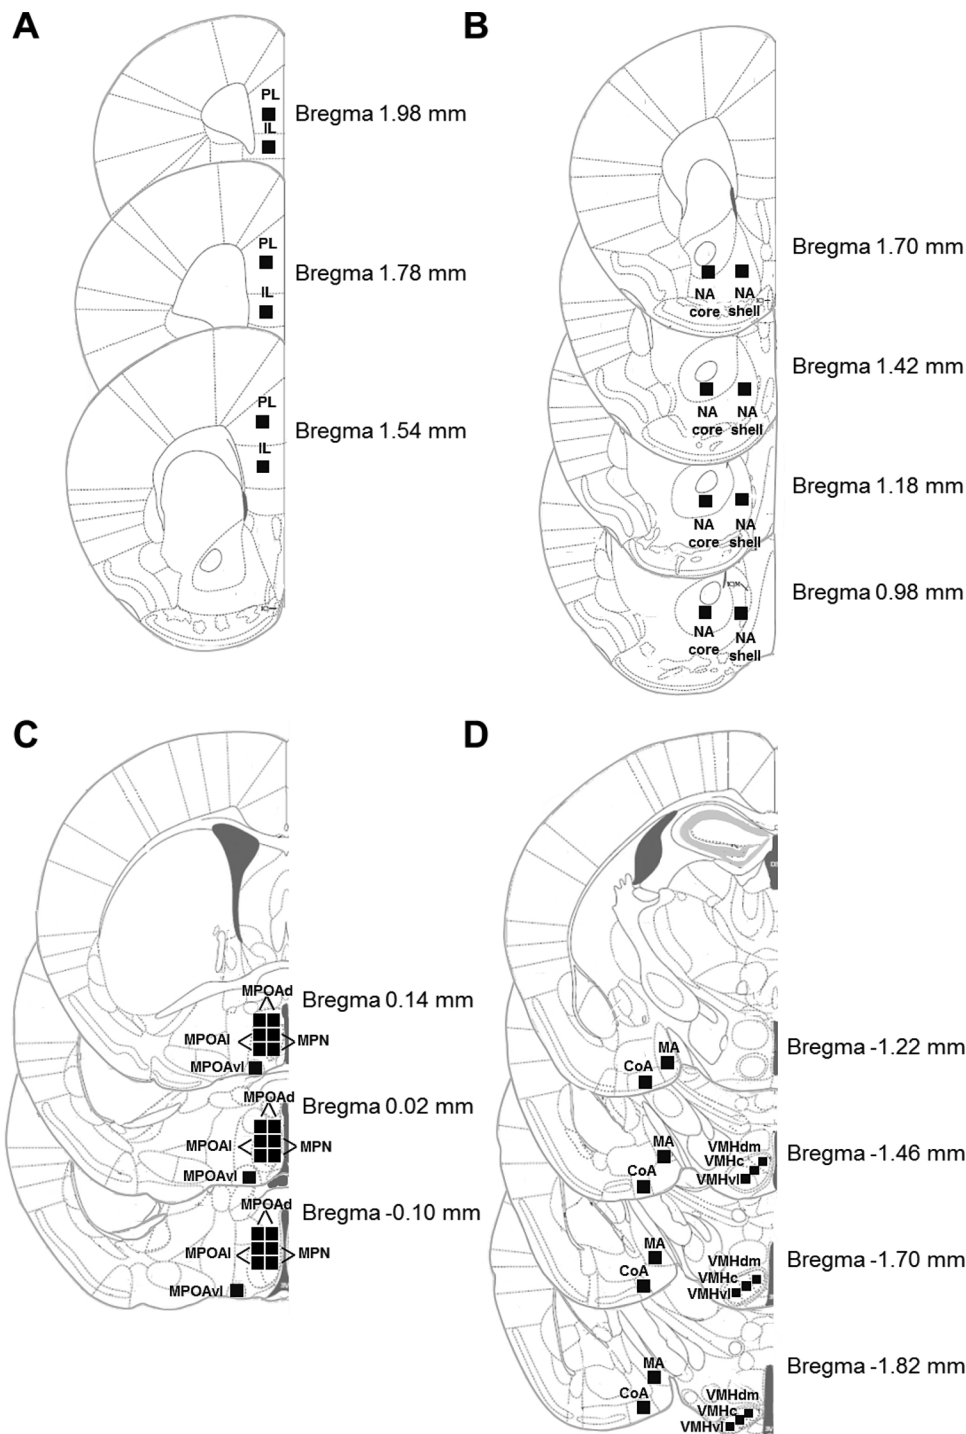 A
PL
IL
Bregma 1.98 mm
PL
IL
Bregma 1.78 mm
PL
IL
Bregma 1.54 mm
B
NA
core
NA
shell
Bregma 1.70 mm
NA
core
NA
shell
Bregma 1.42 mm
NA
core
NA
shell
Bregma 1.18 mm
NA
core
NA
shell
Bregma 0.98 mm
C
MPOAd
MPOAl
MPN
MPOAvl
Bregma 0.14 mm
MPOAd
MPOAl
MPN
MPOAvl
Bregma 0.02 mm
MPOAd
MPOAl
MPN
MPOAvl
Bregma -0.10 mm
D
MA
CoA
Bregma -1.22 mm
MA
CoA
VMHdm
VMHc
VMHvl
Bregma -1.46 mm
MA
CoA
VMHdm
VMHc
VMHvl
Bregma -1.70 mm
MA
CoA
VMHdm
VMHc
VMHvl
Bregma -1.82 mm